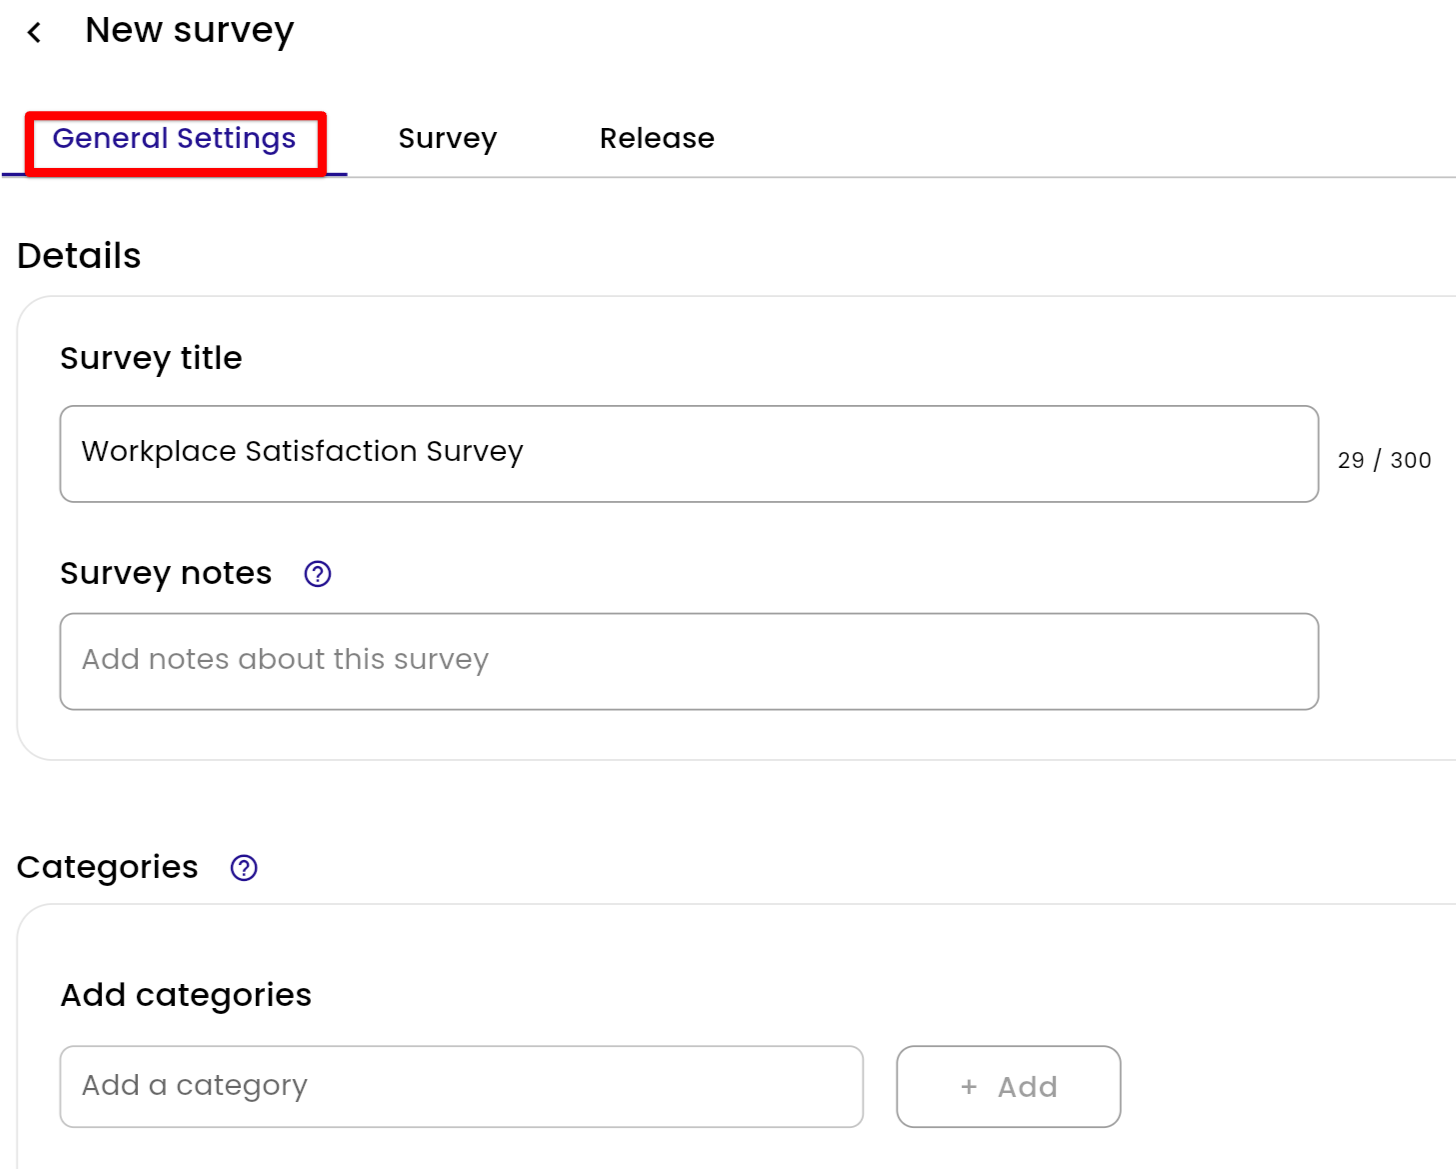 New survey
General Settings Survey Release
Details
Survey title
Workplace Satisfaction Survey
29 / 300
Survey notes
Add notes about this survey
Categories
Add categories
Add a category
+ Add